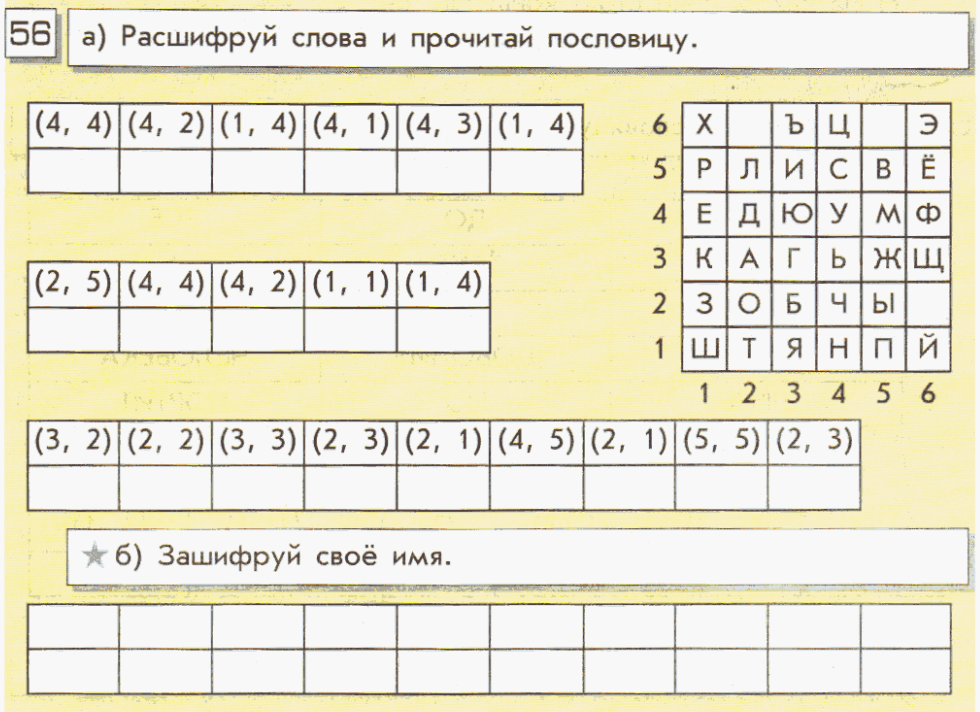 56 а) Расшифруй слова и прочитай пословицу.
(4, 4) (4, 2) (1, 4) (4, 1) (4, 3) (1, 4)
6 Х Ъ Ц Э
5 Р Л И С В Ё
4 Е Д Ю У М Ф
3 К А Г Ь Ж Щ
2 З О Б Ч Ы
1 Ш Т Я Н П Й
1 2 3 4 5 6
(2, 5) (4, 4) (4, 2) (1, 1) (1, 4)
(3, 2) (2, 2) (3, 3) (2, 3) (2, 1) (4, 5) (2, 1) (5, 5) (2, 3)
б) Зашифруй своё имя.